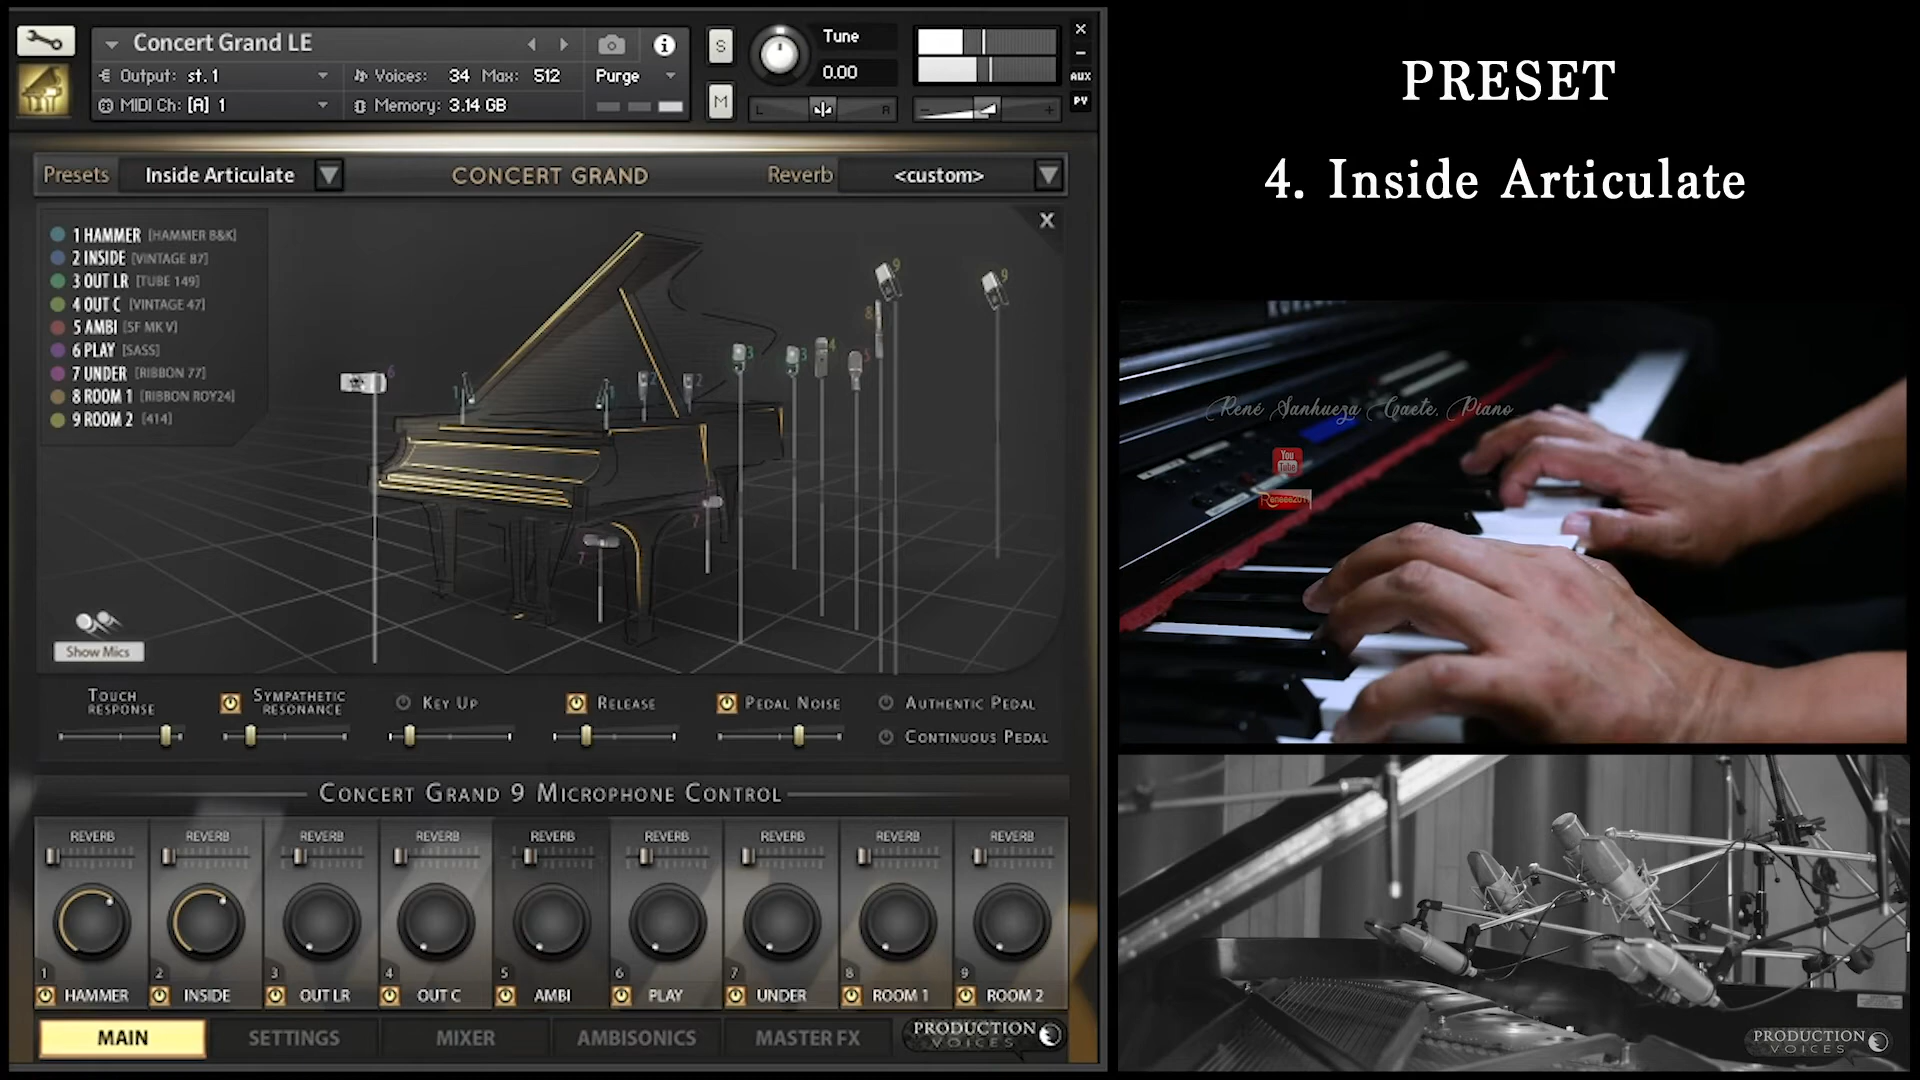 Concert Grand LE
Output: st. 1
Voices: 34 Max: 512
Purge
MIDI Ch: [A] 1
Memory: 3.14 GB
S
M
Tune
0.00
L R
AUX
PV
Presets Inside Articulate CONCERT GRAND Reverb <custom>
X
1 HAMMER [HAMMER B&K]
2 INSIDE [VINTAGE 87]
3 OUT LR [TUBE 149]
4 OUT C [VINTAGE 47]
5 AMBI [SF MK V]
6 PLAY [SASS]
7 UNDER [RIBBON 77]
8 ROOM 1 [RIBBON ROY24]
9 ROOM 2 [414]
Show Mics
TOUCH RESPONSE
SYMPATHETIC RESONANCE
KEY UP
RELEASE
PEDAL NOISE
AUTHENTIC PEDAL
CONTINUOUS PEDAL
CONCERT GRAND 9 MICROPHONE CONTROL
REVERB REVERB REVERB REVERB REVERB REVERB REVERB REVERB REVERB
1 2 3 4 5 6 7 8 9
HAMMER INSIDE OUT LR OUT C AMBI PLAY UNDER ROOM 1 ROOM 2
MAIN SETTINGS MIXER AMBISONICS MASTER FX PRODUCTION VOICES
PRESET
4. Inside Articulate
René Sanhueza Gaete. Piano
You Tube
PRODUCTION
VOICES